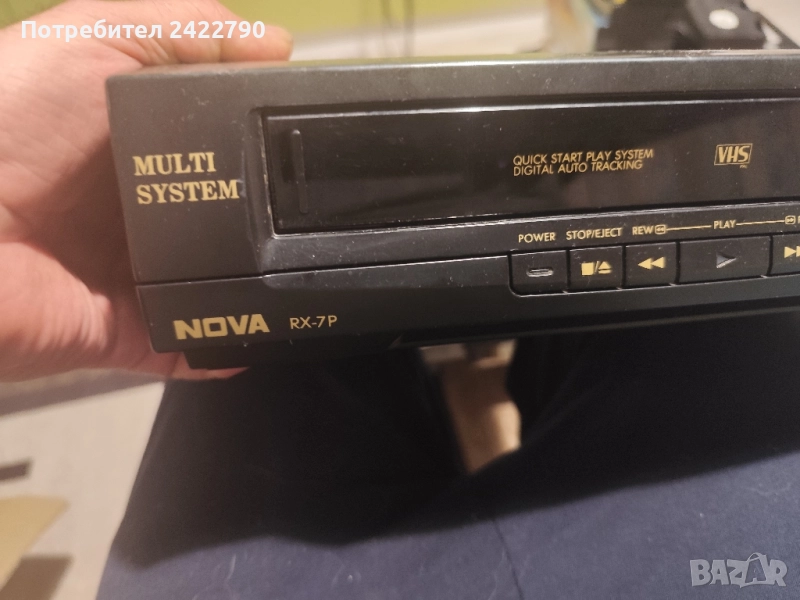 Потребител 2422790
MULTI
SYSTEM
QUICK START PLAY SYSTEM
DIGITAL AUTO TRACKING
VHS
POWER STOP/EJECT REW PLAY
NOVA RX-7P
BAZAR